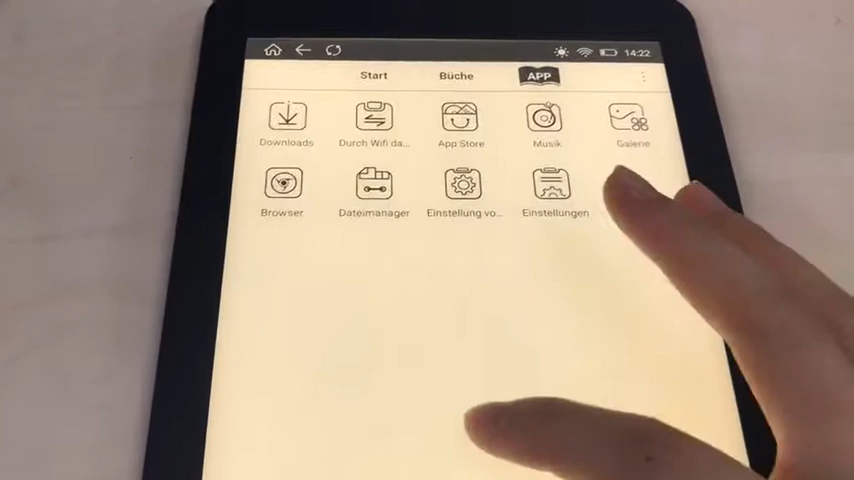 14:22
Start Büche APP
Downloads Durch Wifi da... App Store Musik Galerie
Browser Dateimanager Einstellung vo... Einstellungen